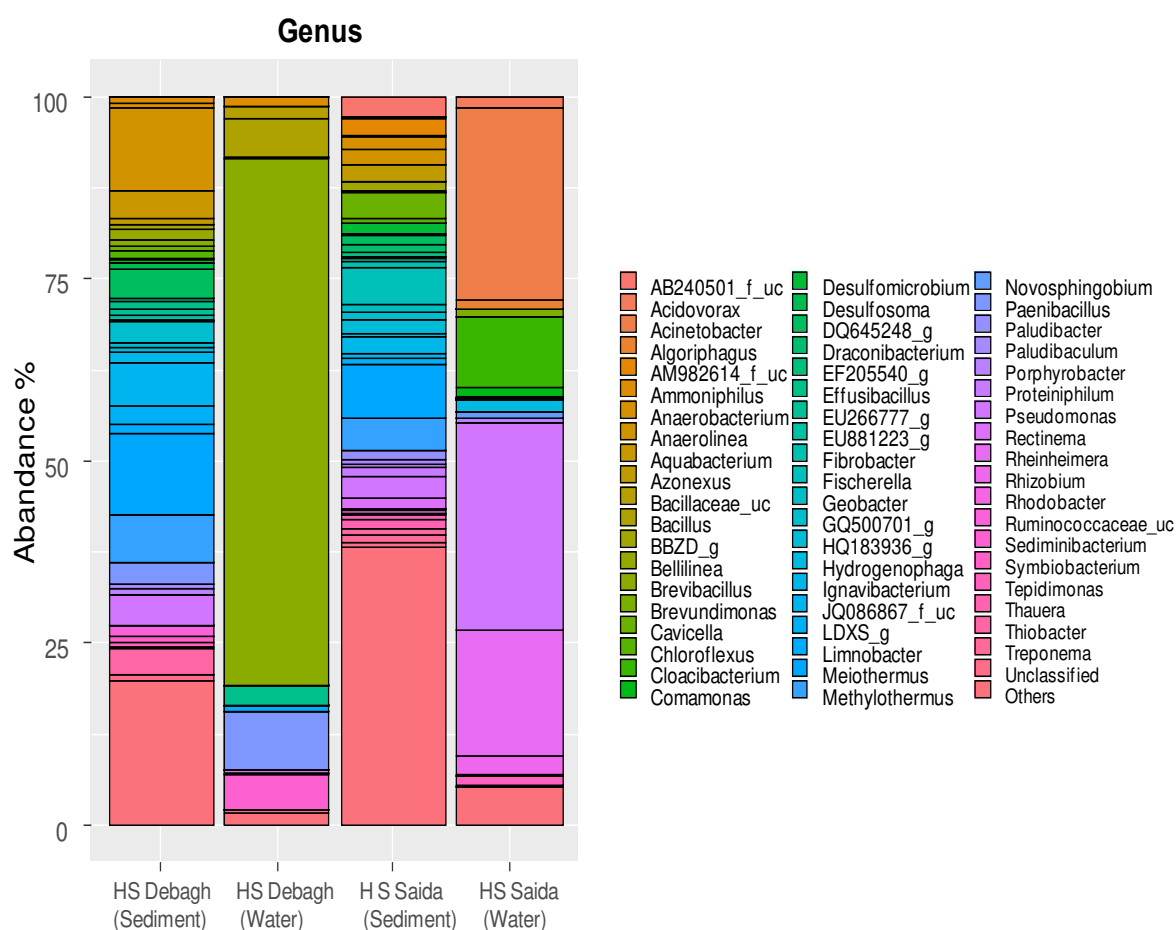 Genus
Abandance %
100
75
50
25
0
HS Debagh
(Sediment)
HS Debagh
(Water)
H S Saida
(Sediment)
HS Saida
(Water)
AB240501_f_uc
Acidovorax
Acinetobacter
Algoriphagus
AM982614_f_uc
Ammoniphilus
Anaerobacterium
Anaerolinea
Aquabacterium
Azonexus
Bacillaceae_uc
Bacillus
BBZD_g
Bellilinea
Brevibacillus
Brevundimonas
Cavicella
Chloroflexus
Cloacibacterium
Comamonas
Desulfomicrobium
Desulfosoma
DQ645248_g
Draconibacterium
EF205540_g
Effusibacillus
EU266777_g
EU881223_g
Fibrobacter
Fischerella
Geobacter
GQ500701_g
HQ183936_g
Hydrogenophaga
Ignavibacterium
JQ086867_f_uc
LDXS_g
Limnobacter
Meiothermus
Methylothermus
Novosphingobium
Paenibacillus
Paludibacter
Paludibaculum
Porphyrobacter
Proteiniphilum
Pseudomonas
Rectinema
Rheinheimera
Rhizobium
Rhodobacter
Ruminococcaceae_uc
Sediminibacterium
Symbiobacterium
Tepidimonas
Thauera
Thiobacter
Treponema
Unclassified
Others